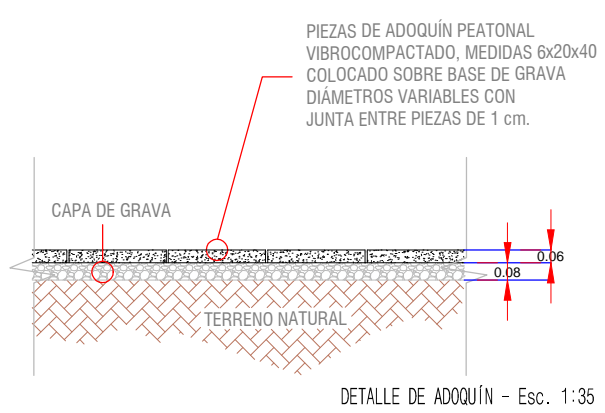 PIEZAS DE ADOQUÍN PEATONAL
VIBROCOMPACTADO, MEDIDAS 6x20x40
COLOCADO SOBRE BASE DE GRAVA
DIÁMETROS VARIABLES CON
JUNTA ENTRE PIEZAS DE 1 cm.
CAPA DE GRAVA
0.06
0.08
TERRENO NATURAL
DETALLE DE ADOQUÍN - Esc. 1:35